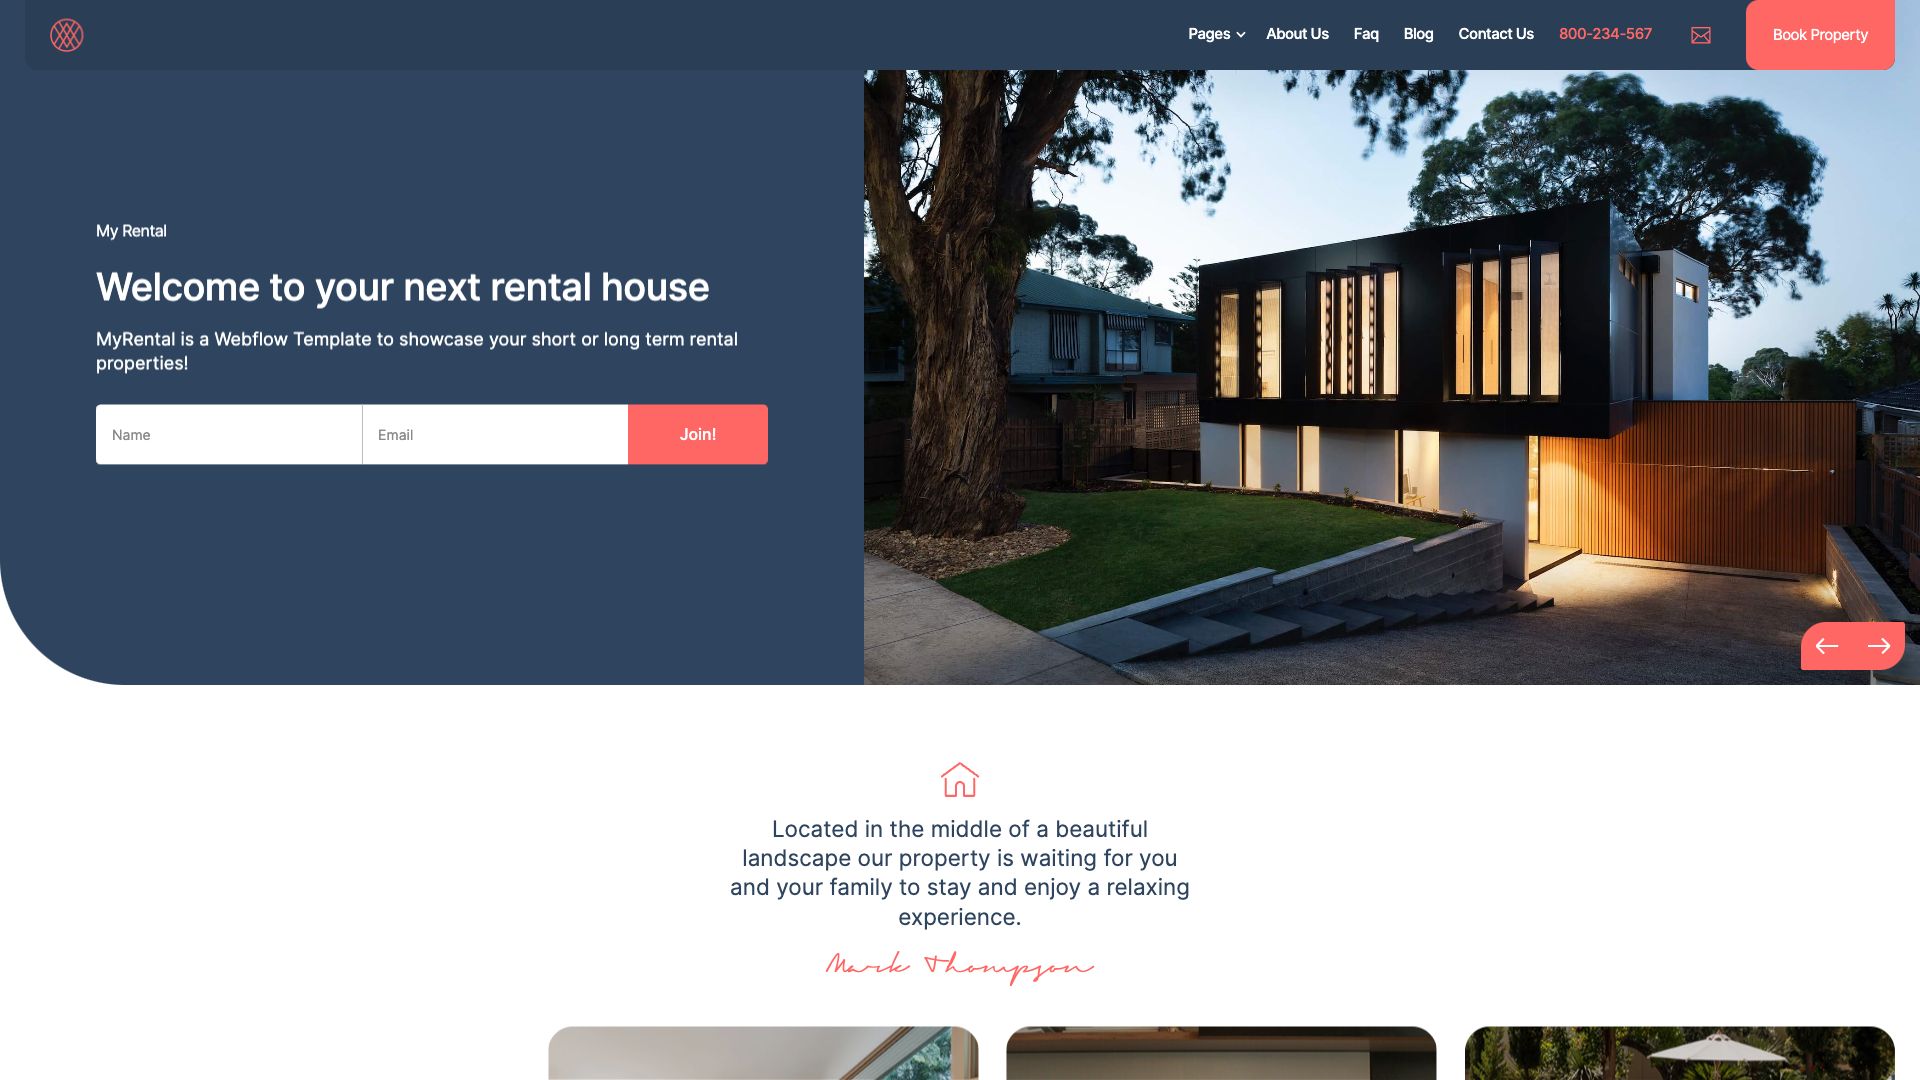 Pages
About Us
Faq
Blog
Contact Us
800-234-567
Book Property
My Rental
Welcome to your next rental house
MyRental is a Webflow Template to showcase your short or long term rental
properties!
Name
Email
Join!
Located in the middle of a beautiful
landscape our property is waiting for you
and your family to stay and enjoy a relaxing
experience.
Mark Thompson